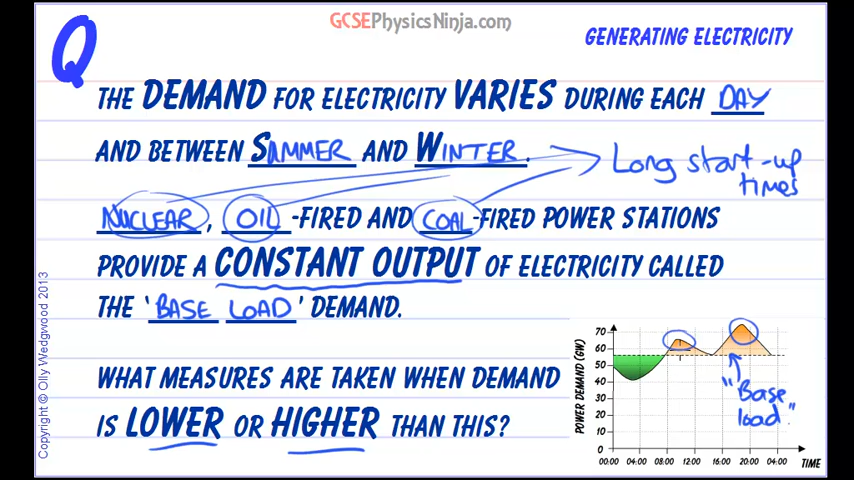 GCSEPhysicsNinja.com
GENERATING ELECTRICITY
Q
THE DEMAND FOR ELECTRICITY VARIES DURING EACH DAY
AND BETWEEN SUMMER AND WINTER.
Long start-up
times
NUCLEAR, OIL-FIRED AND COAL-FIRED POWER STATIONS
PROVIDE A CONSTANT OUTPUT OF ELECTRICITY CALLED
THE 'BASE LOAD' DEMAND.
WHAT MEASURES ARE TAKEN WHEN DEMAND
IS LOWER OR HIGHER THAN THIS?
Copyright © Olly Wedgwood 2013
POWER DEMAND (GW)
70
60
50
40
30
20
10
0
00.00 04.00 08.00 12.00 16.00 20.00 04.00 TIME
"Base
load."